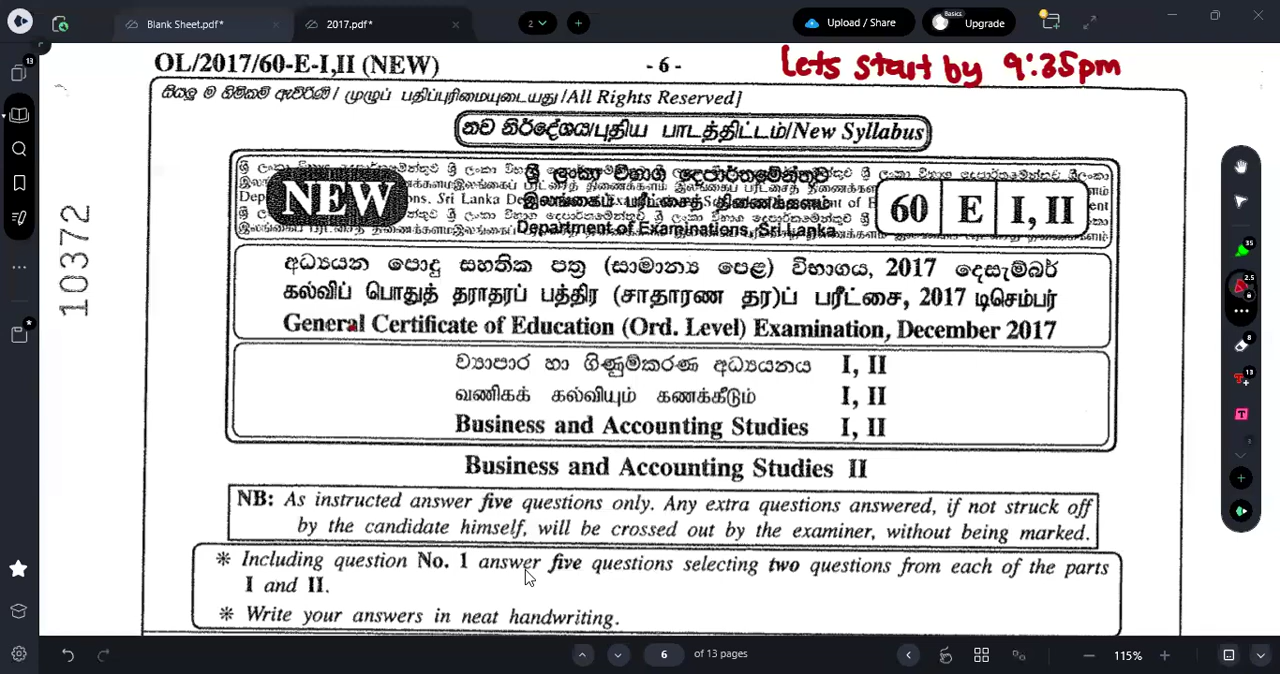 Blank Sheet.pdf*
2017.pdf*
2
Basics
Upload / Share
Upgrade
OL/2017/60-E-I,II (NEW)
- 6 -
Lets start by 9:35pm
සියලු ම හිමිකම් ඇවිරිණි / முழுப் பதிப்புரிமையுடையது /All Rights Reserved]
නව නිර්දේශය/புதிய பாடத்திட்டம்/New Syllabus
NEW
ශ්‍රී ලංකා විභාග දෙපාර්තමේන්තුව
இலங்கைப் பரீட்சைத் திணைக்களம்
Department of Examinations, Sri Lanka
60 E I, II
10372
අධ්‍යයන පොදු සහතික පත්‍ර (සාමාන්‍ය පෙළ) විභාගය, 2017 දෙසැම්බර්
கல்விப் பொதுத் தராதரப் பத்திர (சாதாரண தர)ப் பரீட்சை, 2017 டிசெம்பர்
General Certificate of Education (Ord. Level) Examination, December 2017
ව්‍යාපාර හා ගිණුම්කරණ අධ්‍යයනය I, II
வணிகக் கல்வியும் கணக்கீடும் I, II
Business and Accounting Studies I, II
Business and Accounting Studies II
NB: As instructed answer five questions only. Any extra questions answered, if not struck off
by the candidate himself, will be crossed out by the examiner, without being marked.
* Including question No. 1 answer five questions selecting two questions from each of the parts
I and II.
* Write your answers in neat handwriting.
6 of 13 pages
115%